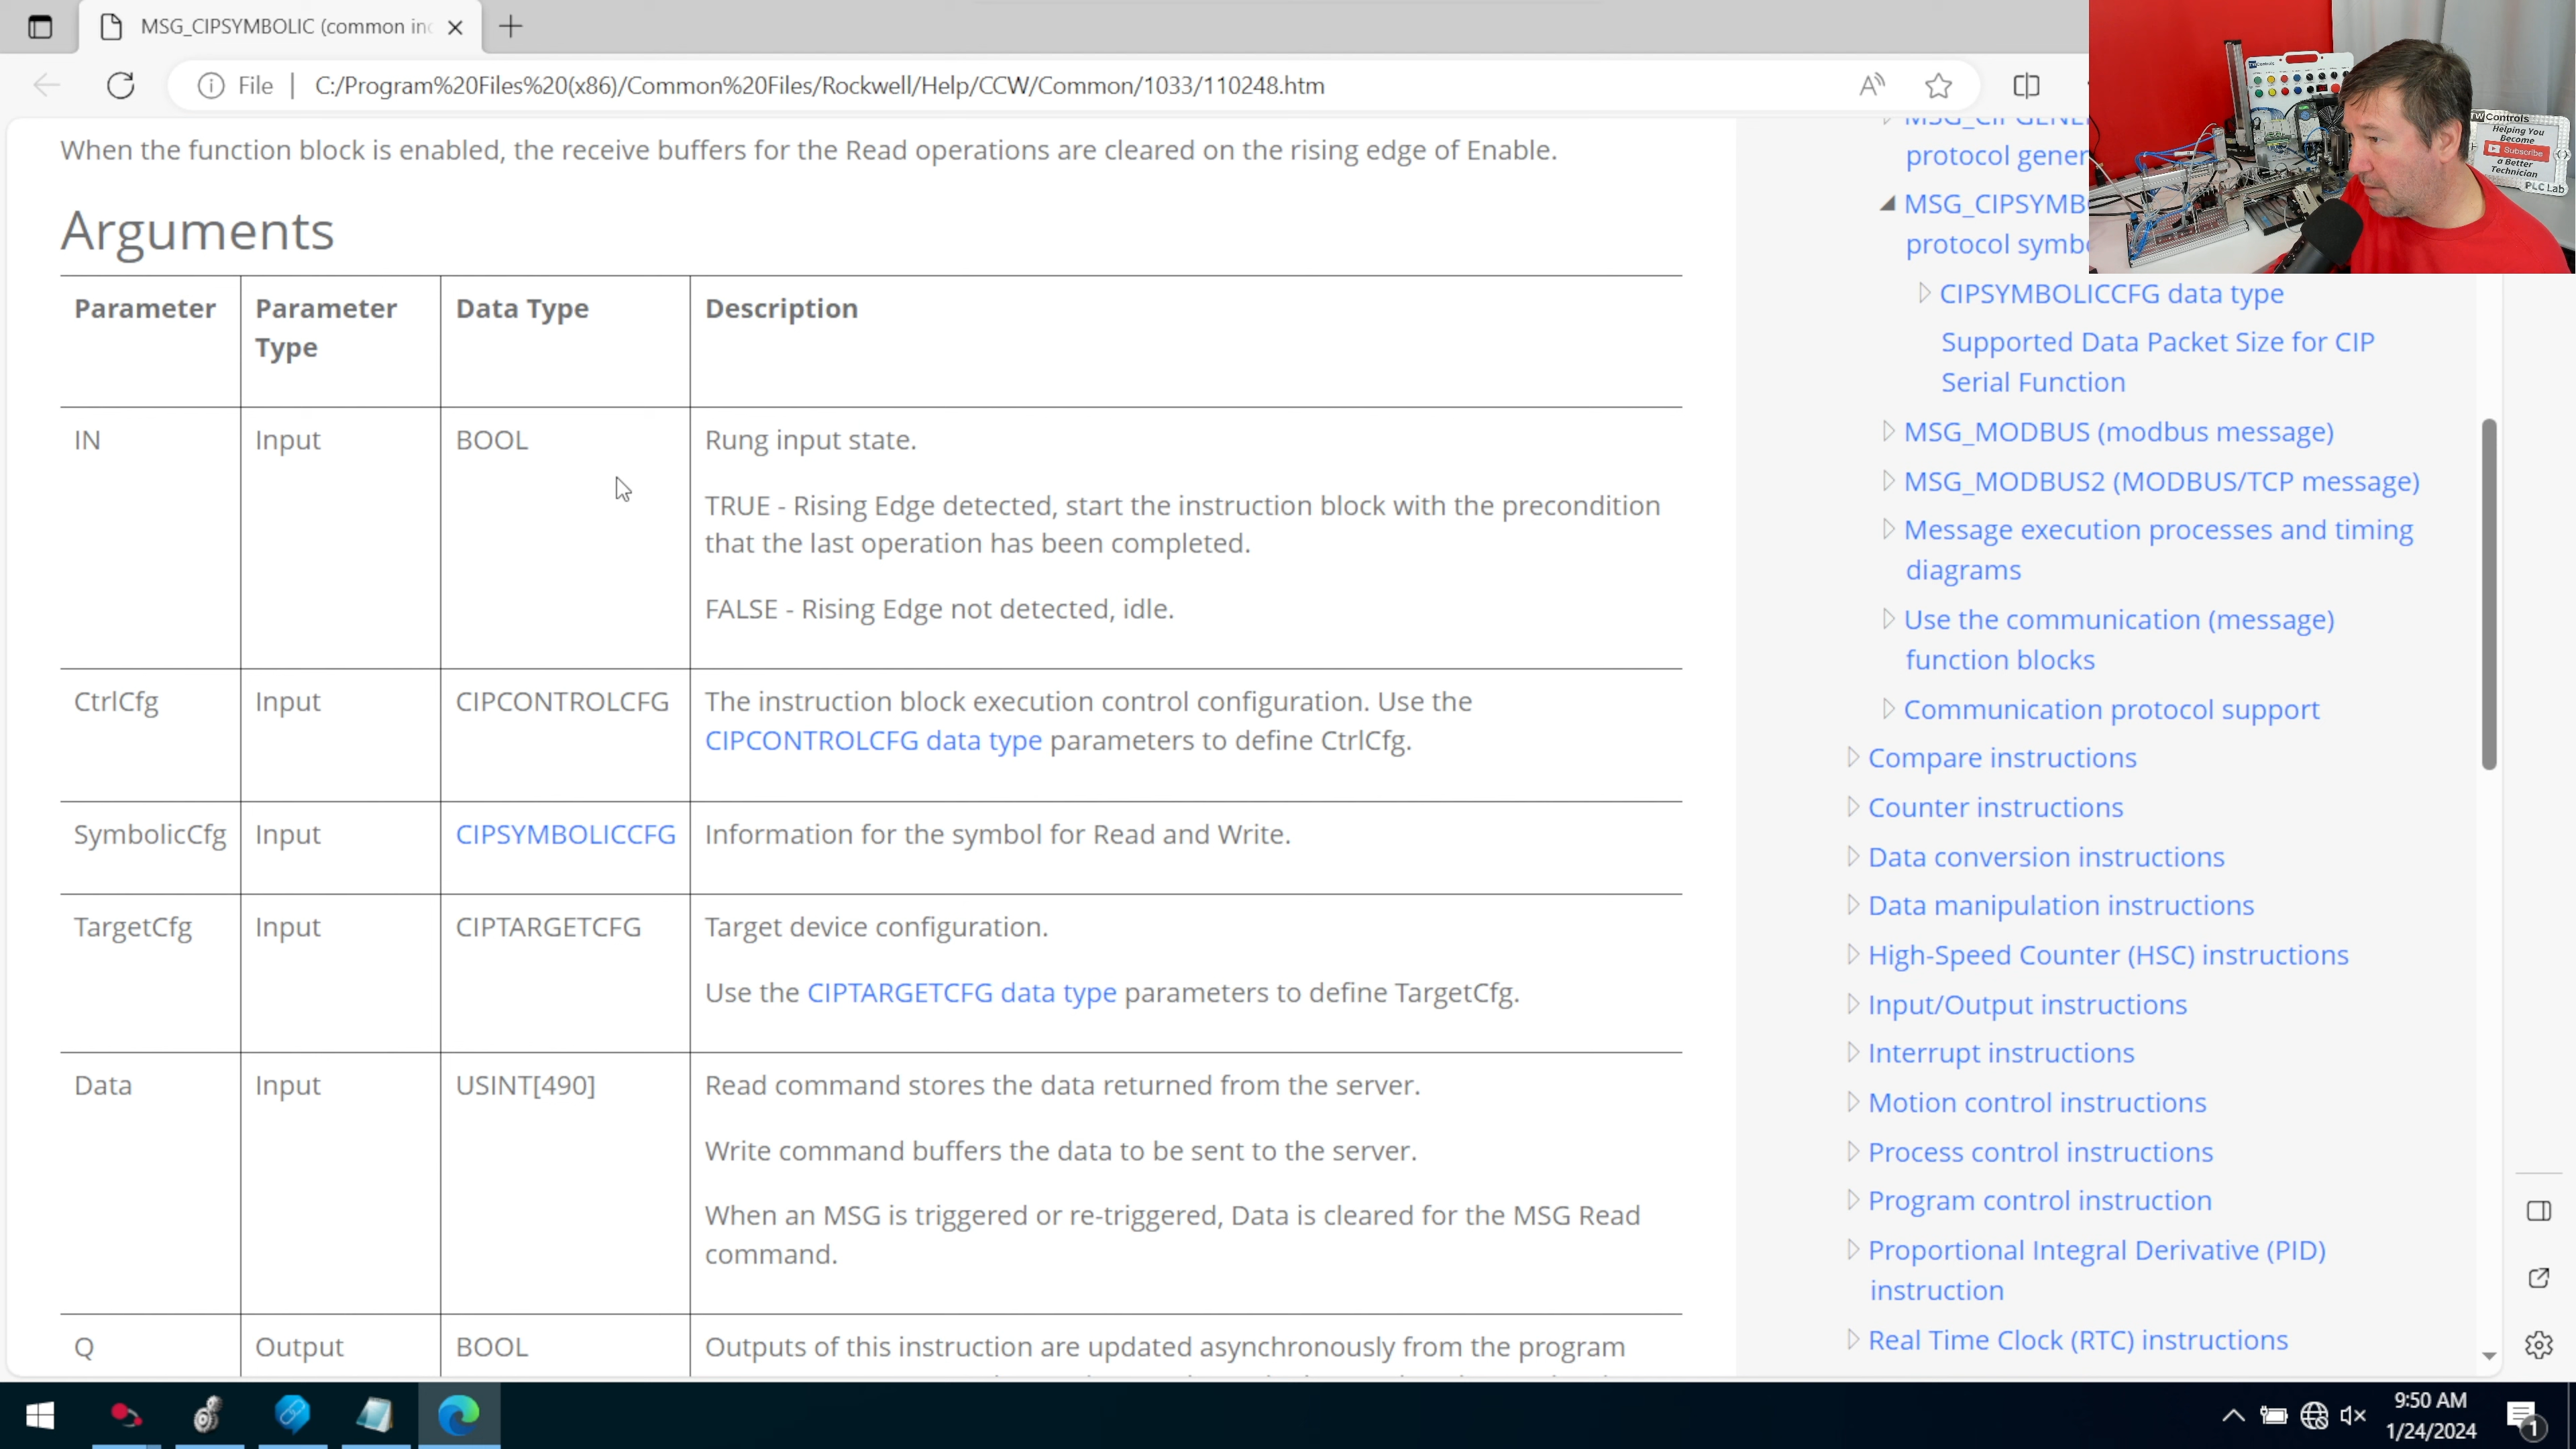 MSG_CIPSYMBOLIC (common inc
File | C:/Program%20Files%20(x86)/Common%20Files/Rockwell/Help/CCW/Common/1033/110248.htm
When the function block is enabled, the receive buffers for the Read operations are cleared on the rising edge of Enable.
Arguments
Parameter
Parameter
Type
Data Type
Description
IN
Input
BOOL
Rung input state.
TRUE - Rising Edge detected, start the instruction block with the precondition
that the last operation has been completed.
FALSE - Rising Edge not detected, idle.
CtrlCfg
Input
CIPCONTROLCFG
The instruction block execution control configuration. Use the
CIPCONTROLCFG data type parameters to define CtrlCfg.
SymbolicCfg
Input
CIPSYMBOLICCFG
Information for the symbol for Read and Write.
TargetCfg
Input
CIPTARGETCFG
Target device configuration.
Use the CIPTARGETCFG data type parameters to define TargetCfg.
Data
Input
USINT[490]
Read command stores the data returned from the server.
Write command buffers the data to be sent to the server.
When an MSG is triggered or re-triggered, Data is cleared for the MSG Read
command.
Q
Output
BOOL
Outputs of this instruction are updated asynchronously from the program
protocol gener
MSG_CIPSYMB
protocol symb
CIPSYMBOLICCFG data type
Supported Data Packet Size for CIP
Serial Function
MSG_MODBUS (modbus message)
MSG_MODBUS2 (MODBUS/TCP message)
Message execution processes and timing
diagrams
Use the communication (message)
function blocks
Communication protocol support
Compare instructions
Counter instructions
Data conversion instructions
Data manipulation instructions
High-Speed Counter (HSC) instructions
Input/Output instructions
Interrupt instructions
Motion control instructions
Process control instructions
Program control instruction
Proportional Integral Derivative (PID)
instruction
Real Time Clock (RTC) instructions
TW Controls
Helping You
Become
Subscribe
a Better
Technician
PLC Lab
9:50 AM
1/24/2024
1